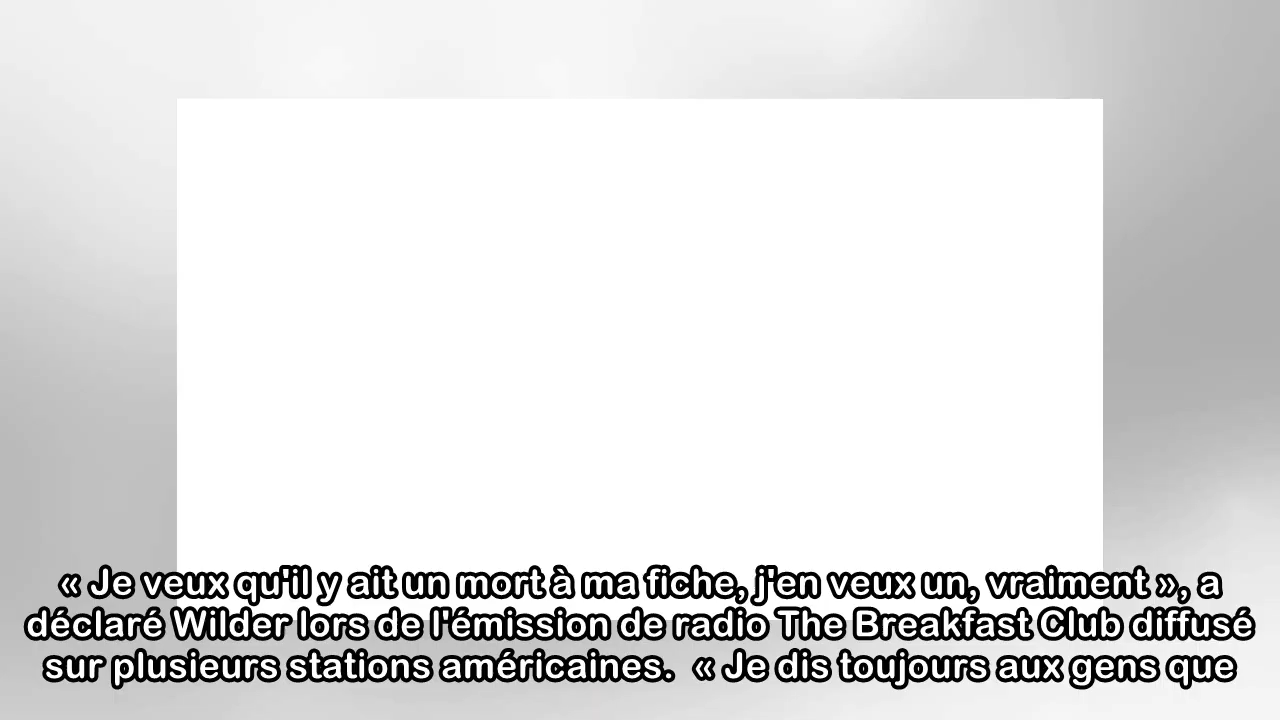 « Je veux qu'il y ait un mort à ma fiche, j'en veux un, vraiment », a
déclaré Wilder lors de l'émission de radio The Breakfast Club diffusé
sur plusieurs stations américaines.  « Je dis toujours aux gens que